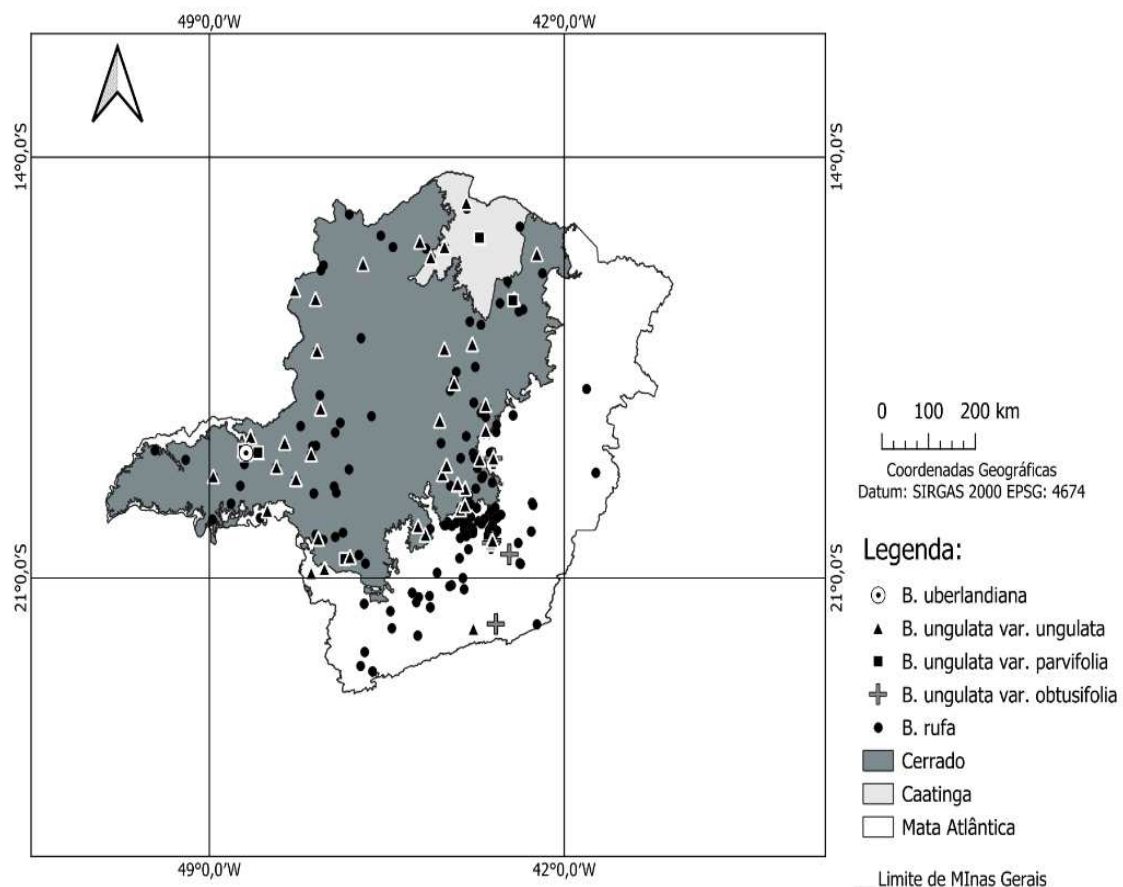 49°0,0'W 42°0,0'W
14°0,0'S 14°0,0'S
21°0,0'S 21°0,0'S
49°0,0'W 42°0,0'W
0 100 200 km
Coordenadas Geográficas
Datum: SIRGAS 2000 EPSG: 4674
Legenda:
B. uberlandiana
B. ungulata var. ungulata
B. ungulata var. parvifolia
B. ungulata var. obtusifolia
B. rufa
Cerrado
Caatinga
Mata Atlântica
Limite de MInas Gerais